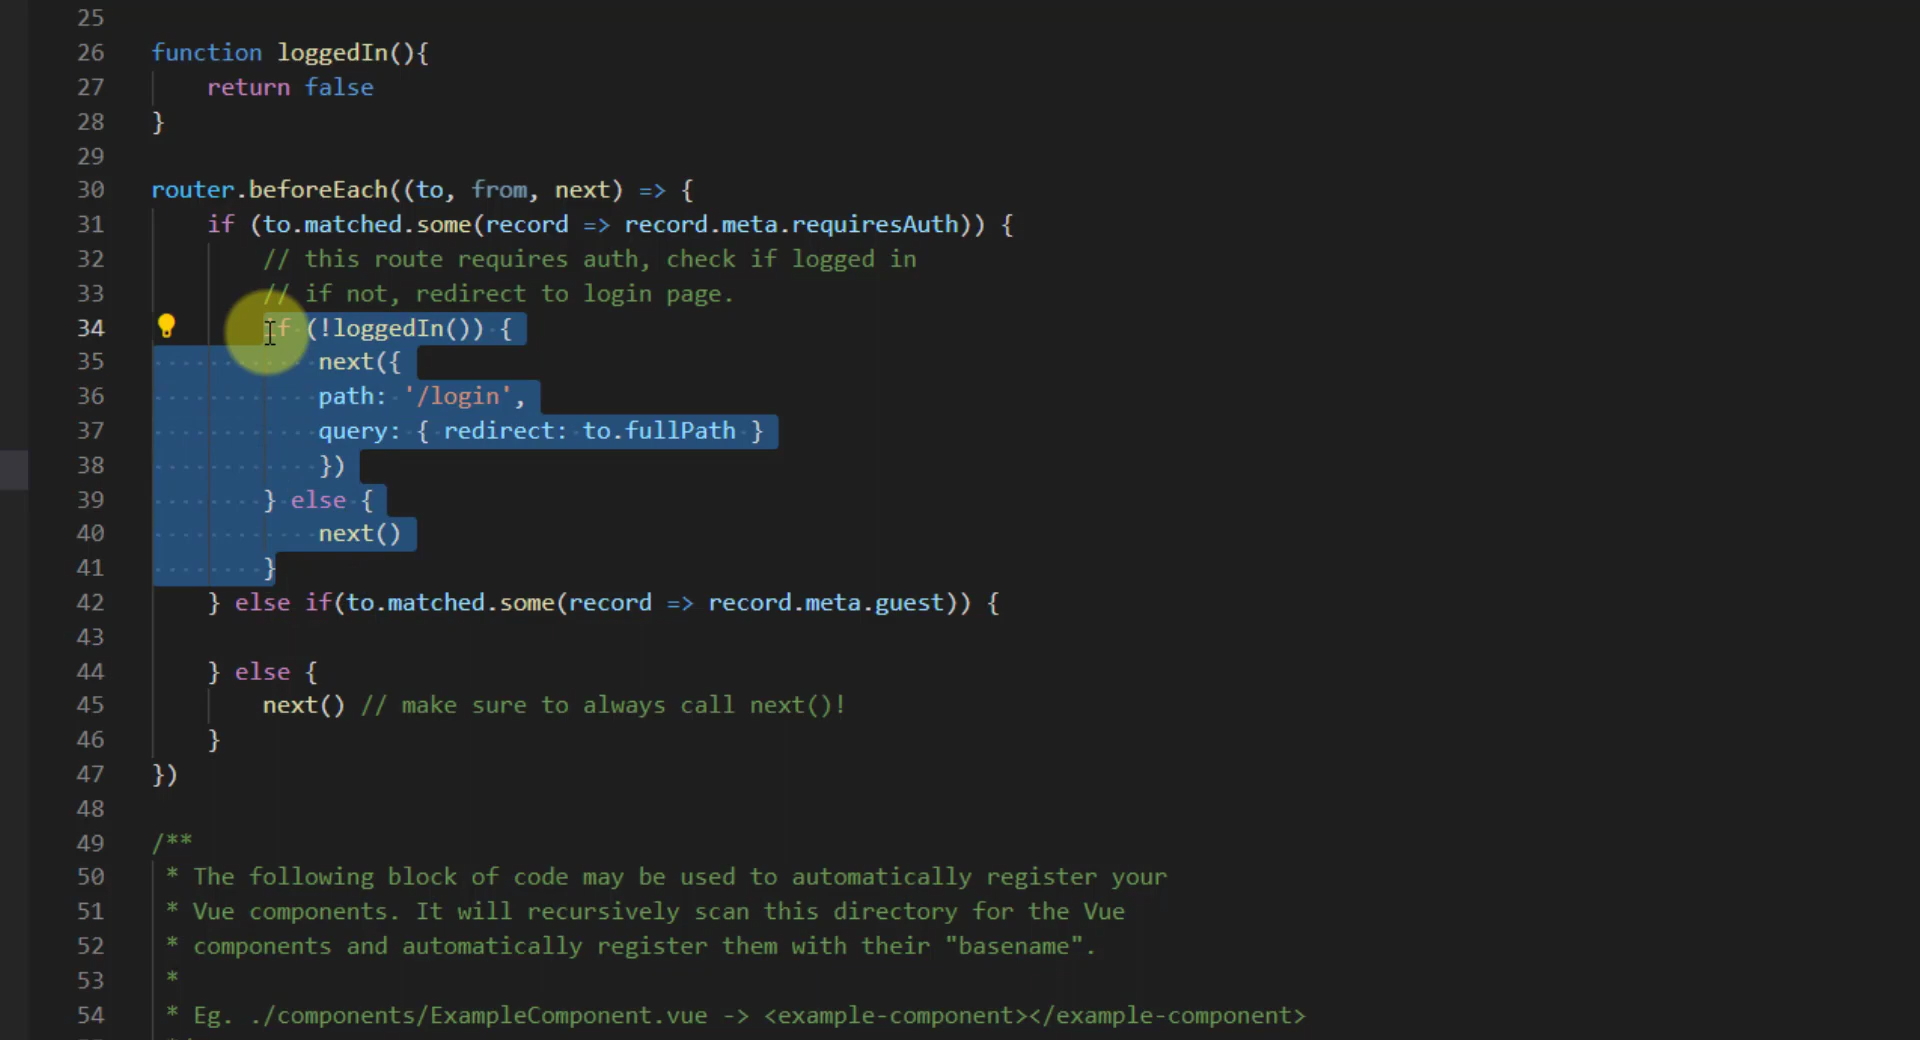 25
26 function loggedIn(){
27     return false
28 }
29
30 router.beforeEach((to, from, next) => {
31     if (to.matched.some(record => record.meta.requiresAuth)) {
32         // this route requires auth, check if logged in
33         // if not, redirect to login page.
34         if (!loggedIn()) {
35             next({
36             path: '/login',
37             query: { redirect: to.fullPath }
38             })
39         } else {
40             next()
41         }
42     } else if(to.matched.some(record => record.meta.guest)) {
43
44     } else {
45         next() // make sure to always call next()!
46     }
47 })
48
49 /**
50  * The following block of code may be used to automatically register your
51  * Vue components. It will recursively scan this directory for the Vue
52  * components and automatically register them with their "basename".
53  *
54  * Eg. ./components/ExampleComponent.vue -> <example-component></example-component>